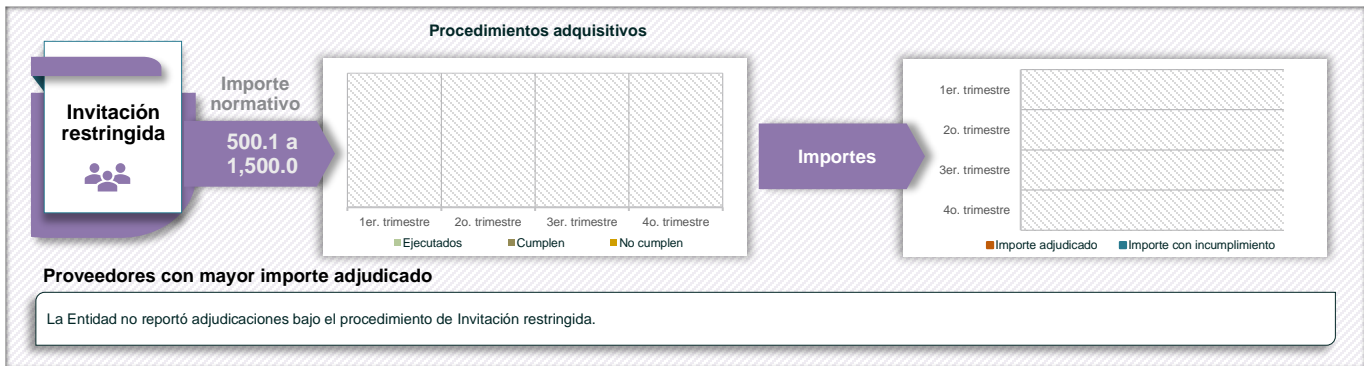 Procedimientos adquisitivos
Invitación
restringida
Importe
normativo
500.1 a
1,500.0
1er. trimestre 2o. trimestre 3er. trimestre 4o. trimestre
Ejecutados Cumplen No cumplen
Importes
1er. trimestre
2o. trimestre
3er. trimestre
4o. trimestre
Importe adjudicado Importe con incumplimiento
Proveedores con mayor importe adjudicado
La Entidad no reportó adjudicaciones bajo el procedimiento de Invitación restringida.